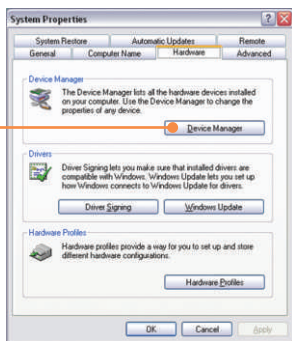 System Properties
System Restore Automatic Updates Remote
General Computer Name Hardware Advanced
Device Manager
The Device Manager lists all the hardware devices installed
on your computer. Use the Device Manager to change the
properties of any device.
Device Manager
Drivers
Driver Signing lets you make sure that installed drivers are
compatible with Windows. Windows Update lets you set up
how Windows connects to Windows Update for drivers.
Driver Signing Windows Update
Hardware Profiles
Hardware profiles provide a way for you to set up and store
different hardware configurations.
Hardware Profiles
OK Cancel Apply